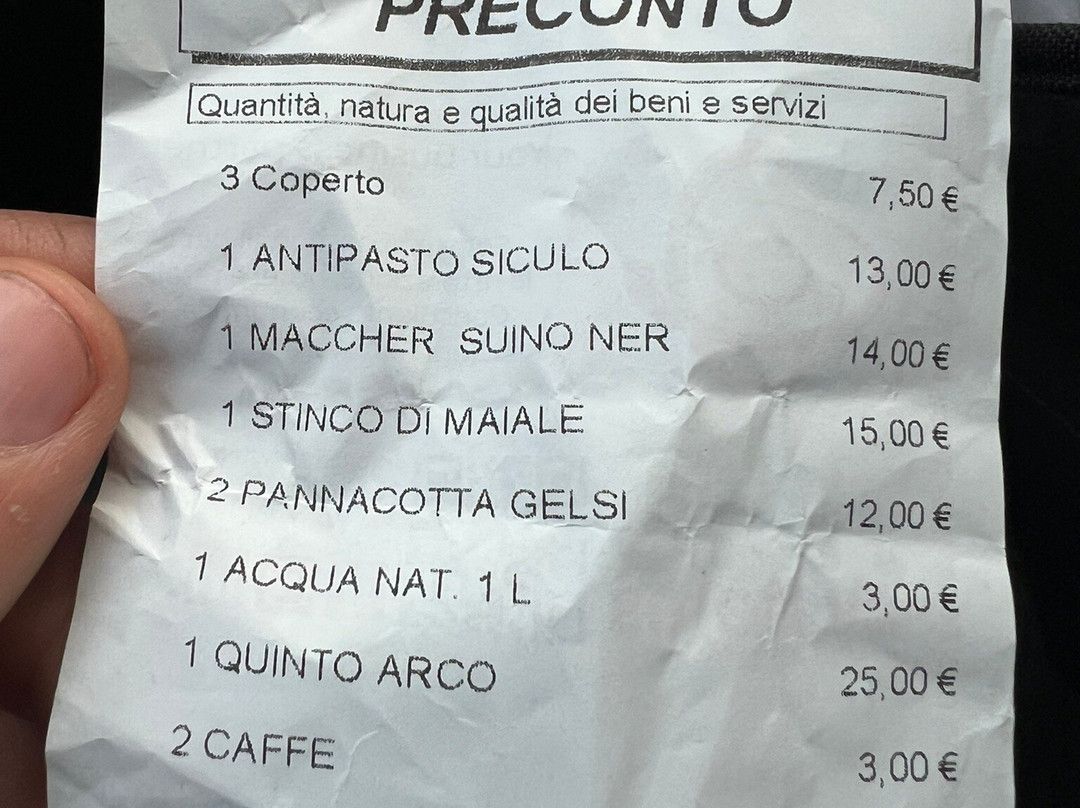 PRECONTO
Quantità, natura e qualità dei beni e servizi
3 Coperto 7,50 €
1 ANTIPASTO SICULO 13,00 €
1 MACCHER SUINO NER 14,00 €
1 STINCO DI MAIALE 15,00 €
2 PANNACOTTA GELSI 12,00 €
1 ACQUA NAT. 1 L 3,00 €
1 QUINTO ARCO 25,00 €
2 CAFFE 3,00 €